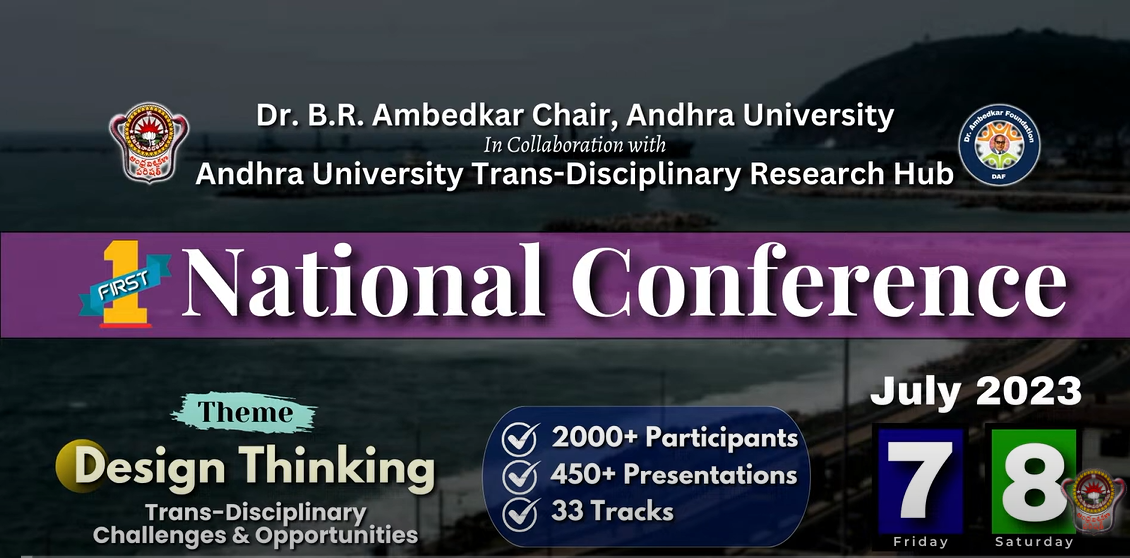 Dr. B.R. Ambedkar Chair, Andhra University
In Collaboration with
Andhra University Trans-Disciplinary Research Hub
Dr. Ambedkar Foundation
DAF
1 FIRST National Conference
Theme
Design Thinking
Trans-Disciplinary
Challenges & Opportunities
2000+ Participants
450+ Presentations
33 Tracks
July 2023
7 8
Friday Saturday